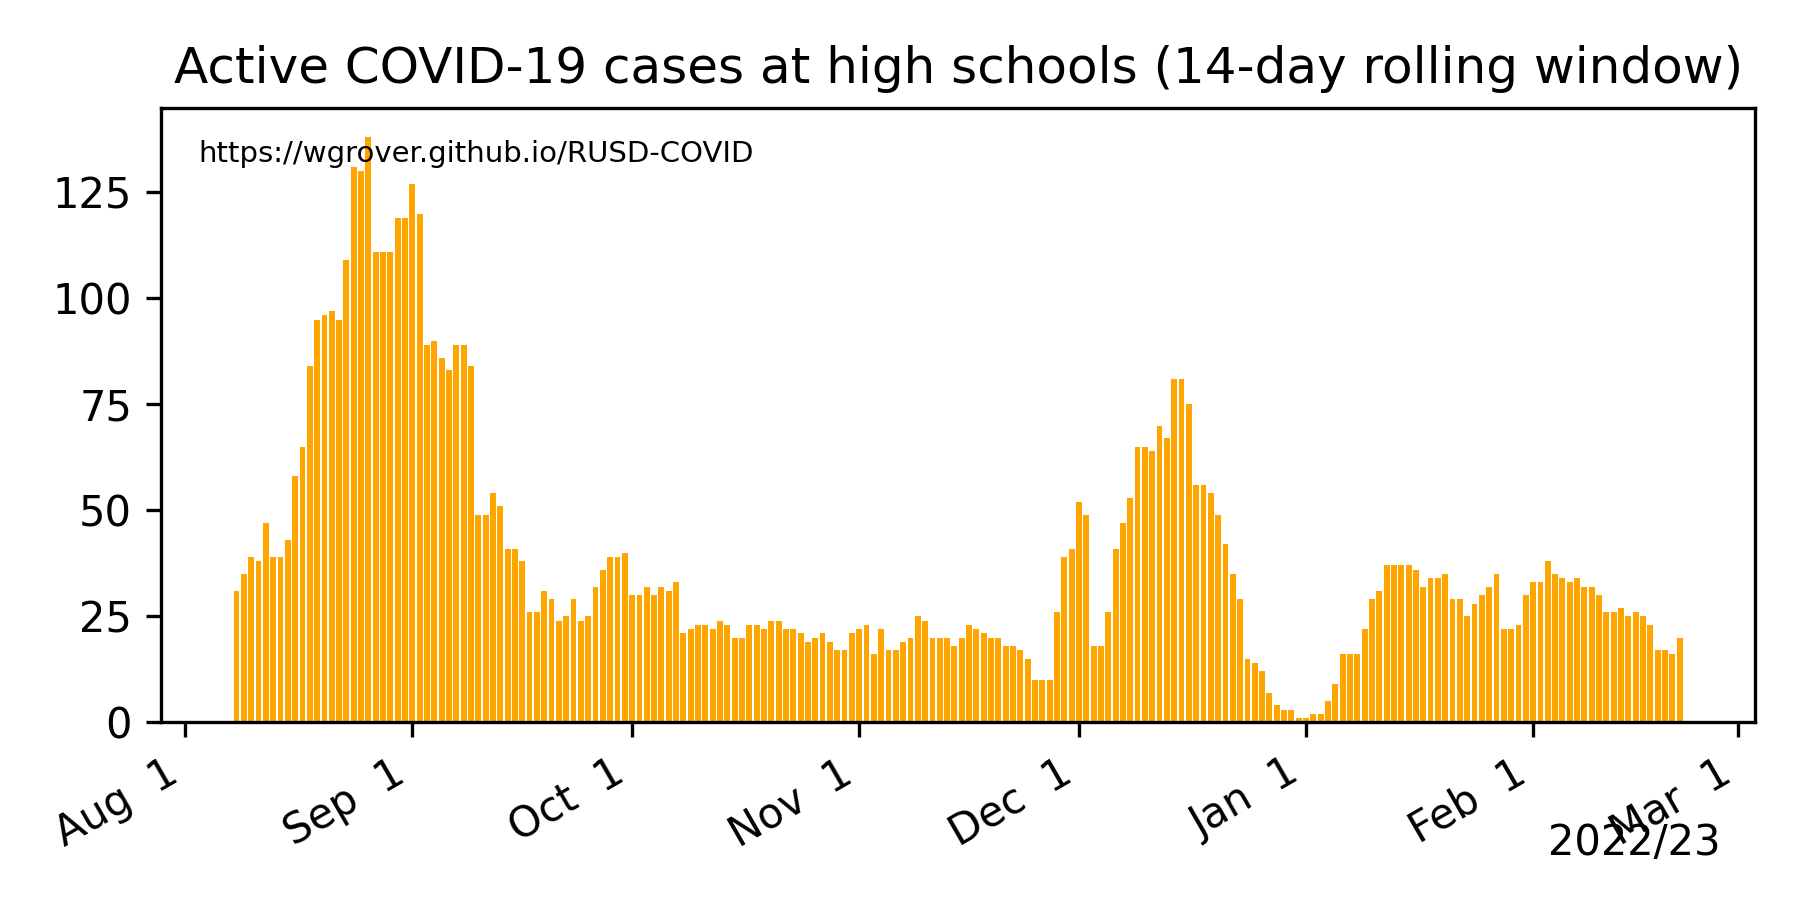 Active COVID-19 cases at high schools (14-day rolling window)
https://wgrover.github.io/RUSD-COVID
125
100
75
50
25
0
Aug 1
Sep 1
Oct 1
Nov 1
Dec 1
Jan 1
Feb 1
Mar 1
2022/23